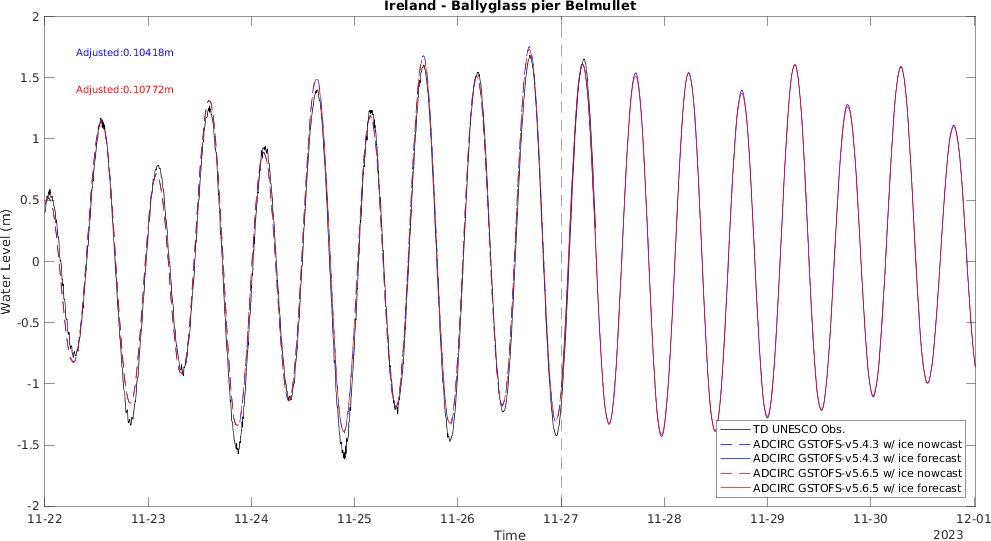 Ireland - Ballyglass pier Belmullet
Adjusted:0.10418m
Adjusted:0.10772m
Water Level (m)
2
1.5
1
0.5
0
-0.5
-1
-1.5
-2
TD UNESCO Obs.
ADCIRC GSTOFS-v5.4.3 w/ ice nowcast
ADCIRC GSTOFS-v5.4.3 w/ ice forecast
ADCIRC GSTOFS-v5.6.5 w/ ice nowcast
ADCIRC GSTOFS-v5.6.5 w/ ice forecast
11-22 11-23 11-24 11-25 11-26 11-27 11-28 11-29 11-30 12-01
Time
2023